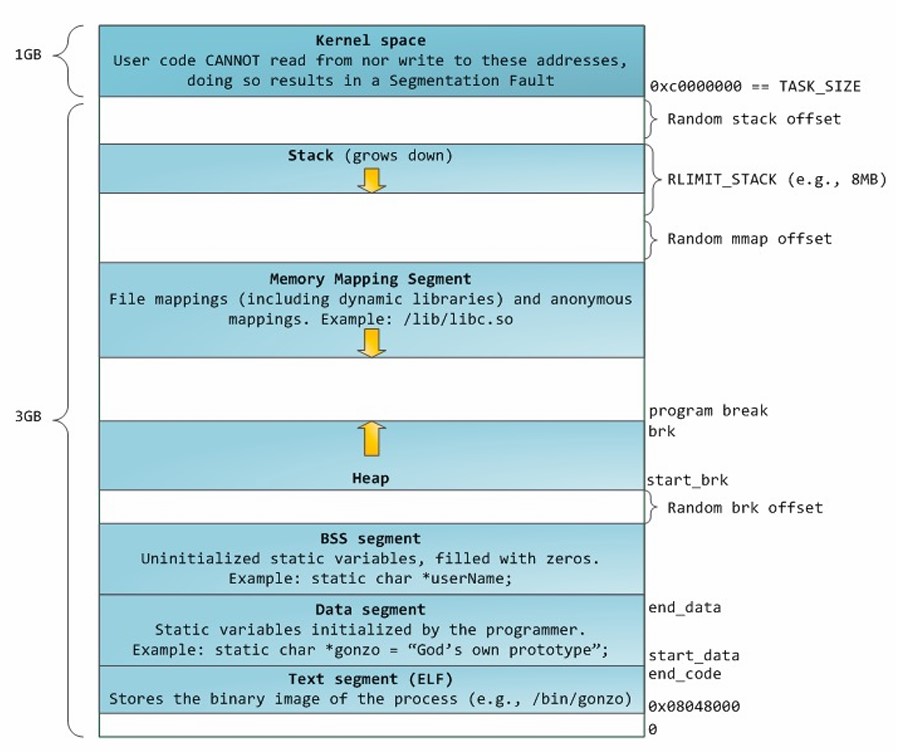 1GB
Kernel space
User code CANNOT read from nor write to these addresses,
doing so results in a Segmentation Fault
0xc0000000 == TASK_SIZE
Random stack offset
Stack (grows down)
RLIMIT_STACK (e.g., 8MB)
Random mmap offset
Memory Mapping Segment
File mappings (including dynamic libraries) and anonymous
mappings. Example: /lib/libc.so
3GB
program break
brk
Heap
start_brk
Random brk offset
BSS segment
Uninitialized static variables, filled with zeros.
Example: static char *userName;
Data segment
end_data
Static variables initialized by the programmer.
Example: static char *gonzo = “God’s own prototype”;
start_data
end_code
Text segment (ELF)
Stores the binary image of the process (e.g., /bin/gonzo)
0x08048000
0